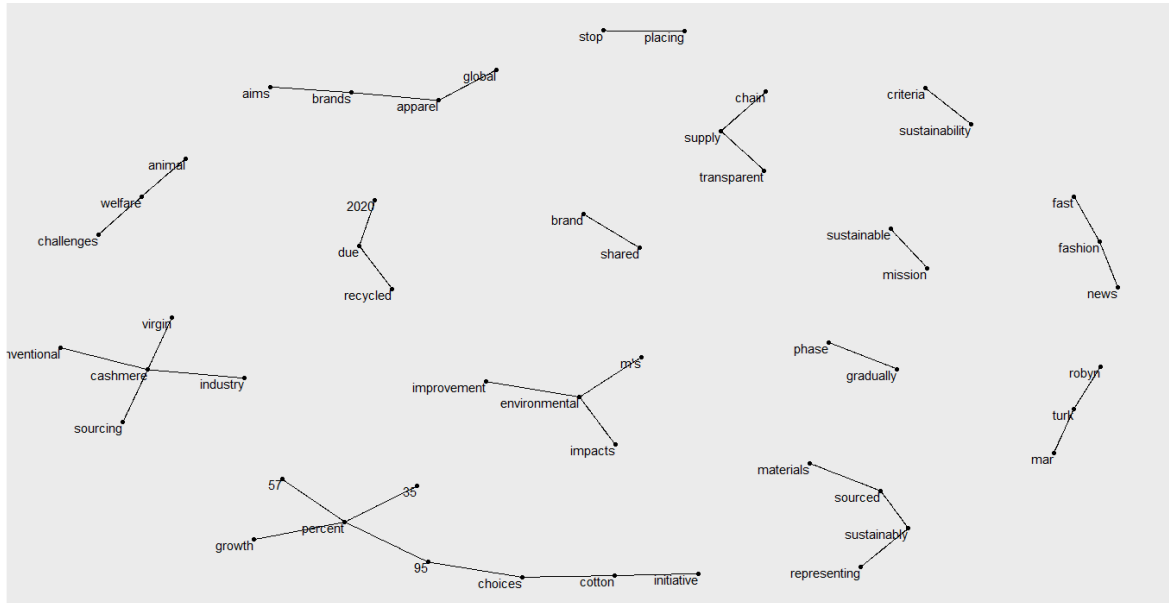 stop
placing
global
aims
brands
apparel
chain
criteria
supply
sustainability
animal
transparent
welfare
challenges
2020
brand
fast
due
shared
sustainable
fashion
mission
recycled
news
virgin
nventional
cashmere
industry
m's
phase
gradually
robyn
improvement
environmental
turk
sourcing
impacts
mar
materials
57
35
sourced
percent
sustainably
growth
95
choices
cotton
initiative
representing